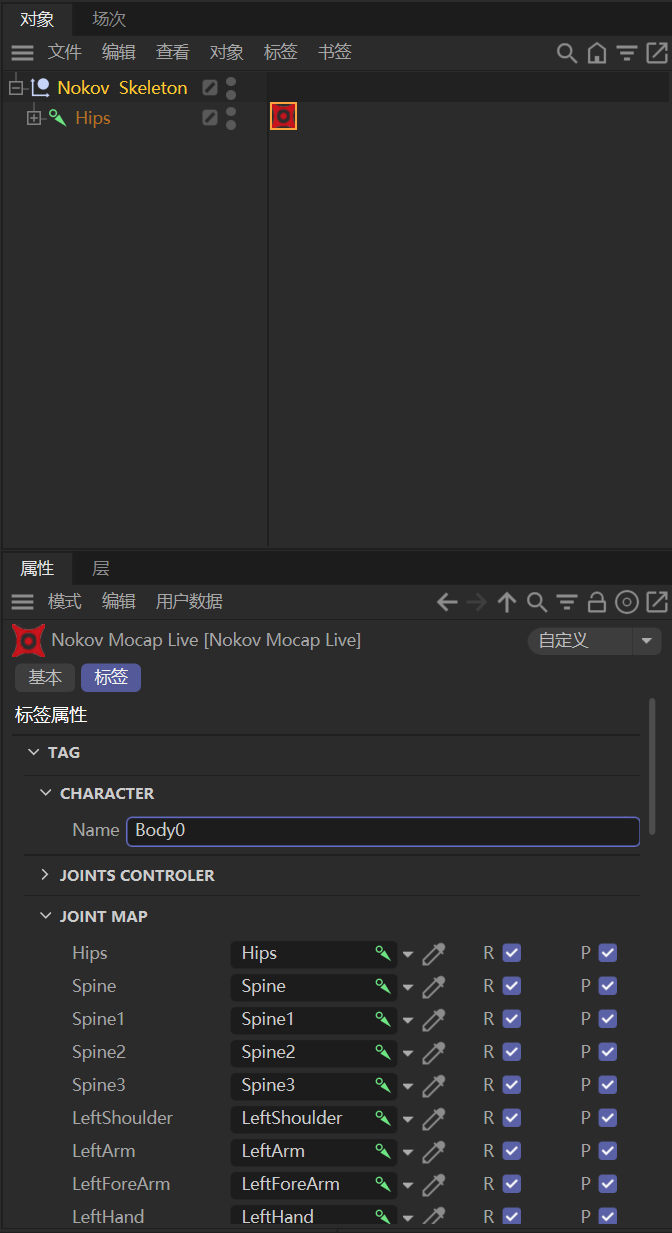 对象 场次
文件 编辑 查看 对象 标签 书签
Nokov Skeleton
Hips
属性 层
模式 编辑 用户数据
Nokov Mocap Live [Nokov Mocap Live] 自定义
基本 标签
标签属性
TAG
CHARACTER
Name Body0
JOINTS CONTROLER
JOINT MAP
Hips Hips R P
Spine Spine R P
Spine1 Spine1 R P
Spine2 Spine2 R P
Spine3 Spine3 R P
LeftShoulder LeftShoulder R P
LeftArm LeftArm R P
LeftForeArm LeftForeArm R P
LeftHand LeftHand R P